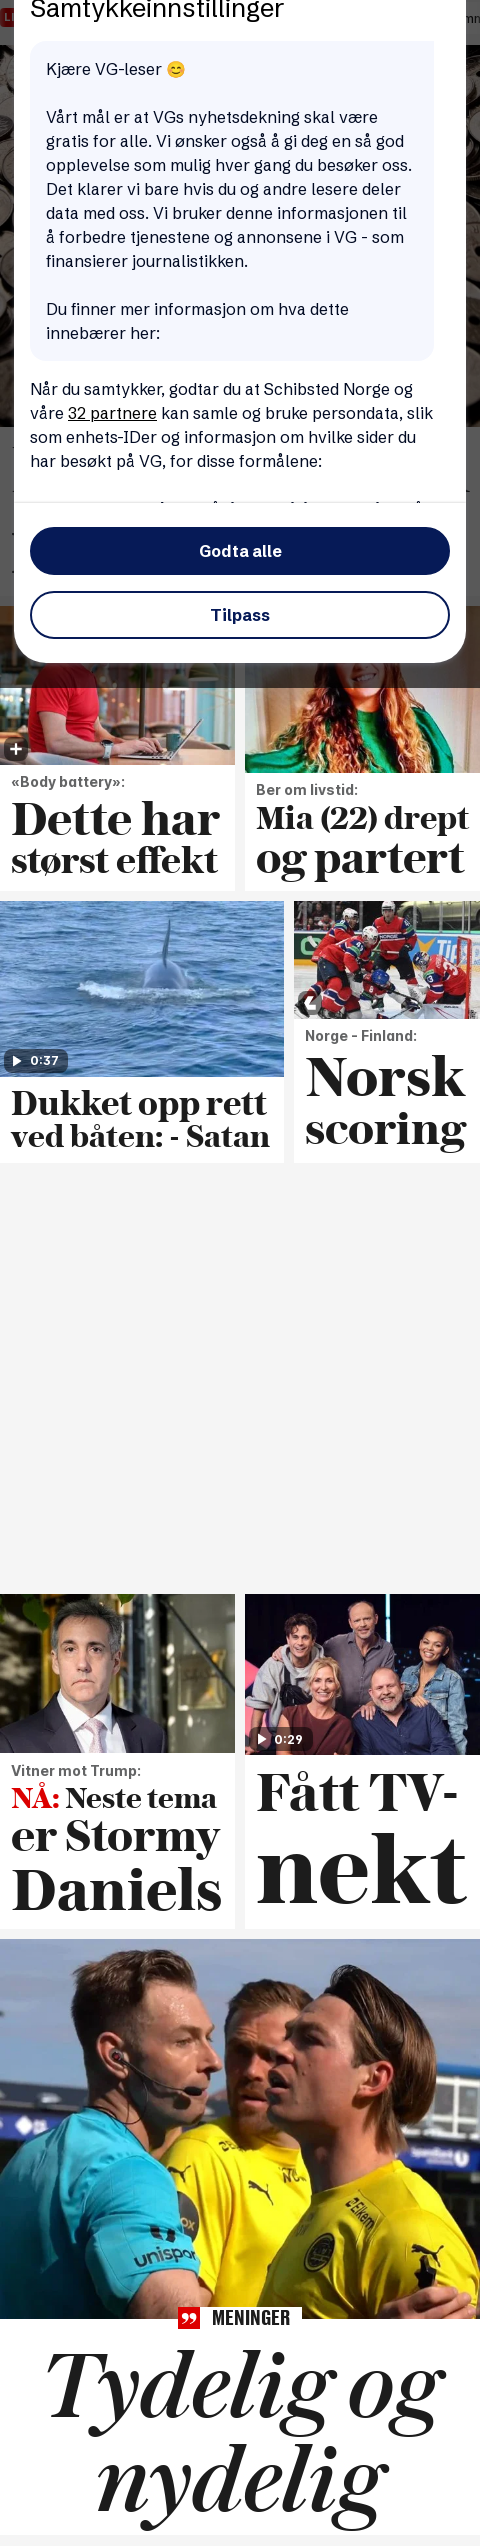 Samtykkeinnstillinger
Kjære VG-leser 😊
Vårt mål er at VGs nyhetsdekning skal være
gratis for alle. Vi ønsker også å gi deg en så god
opplevelse som mulig hver gang du besøker oss.
Det klarer vi bare hvis du og andre lesere deler
data med oss. Vi bruker denne informasjonen til
å forbedre tjenestene og annonsene i VG - som
finansierer journalistikken.
Du finner mer informasjon om hva dette
innebærer her:
Når du samtykker, godtar du at Schibsted Norge og
våre 32 partnere kan samle og bruke persondata, slik
som enhets-IDer og informasjon om hvilke sider du
har besøkt på VG, for disse formålene:
Godta alle
Tilpass
«Body battery»:
Dette har
størst effekt
Ber om livstid:
Mia (22) drept
og partert
0:37
Dukket opp rett
ved båten: - Satan
NORGE
Norge - Finland:
Norsk
scoring
Vitner mot Trump:
NÅ: Neste tema
er Stormy
Daniels
0:29
Fått TV-
nekt
unispor
Elkem
MENINGER
Tydelig og
nydelig